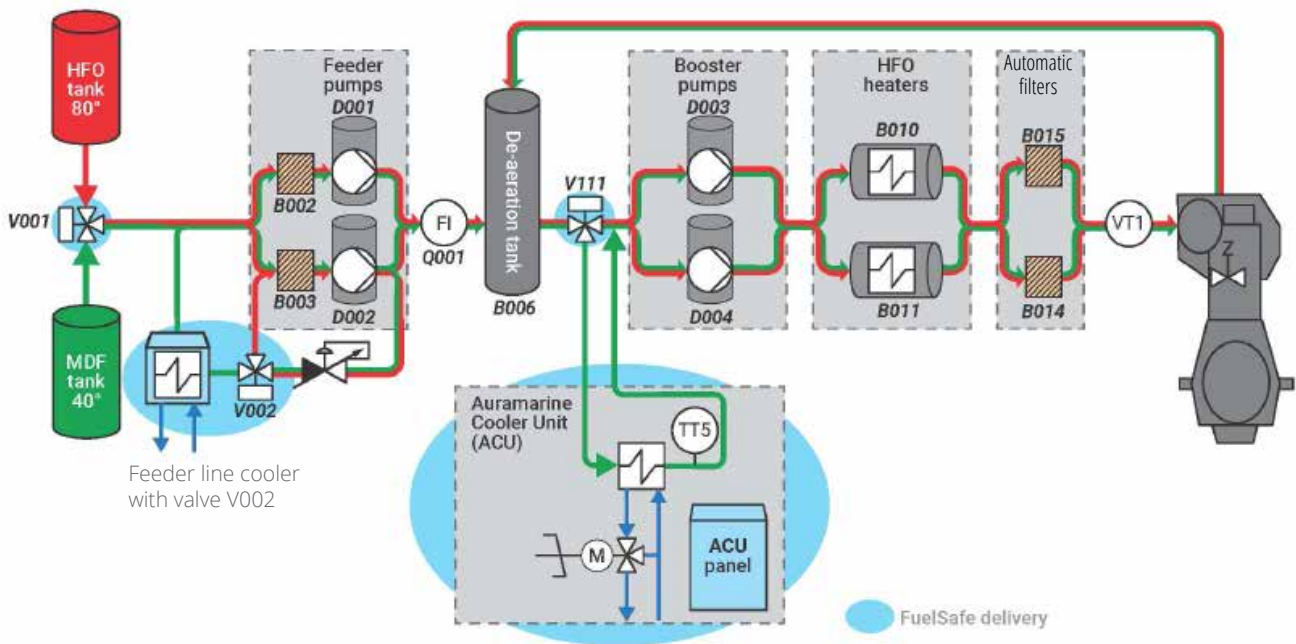 HFO
tank
80°
V001
MDF
tank
40°
Feeder
pumps
D001
B002
B003
D002
V002
Feeder line cooler
with valve V002
FI
Q001
De-aeration tank
B006
V111
Booster
pumps
D003
D004
HFO
heaters
B010
B011
Automatic
filters
B015
B014
VT1
Auramarine
Cooler Unit
(ACU)
TT5
M
ACU
panel
FuelSafe delivery